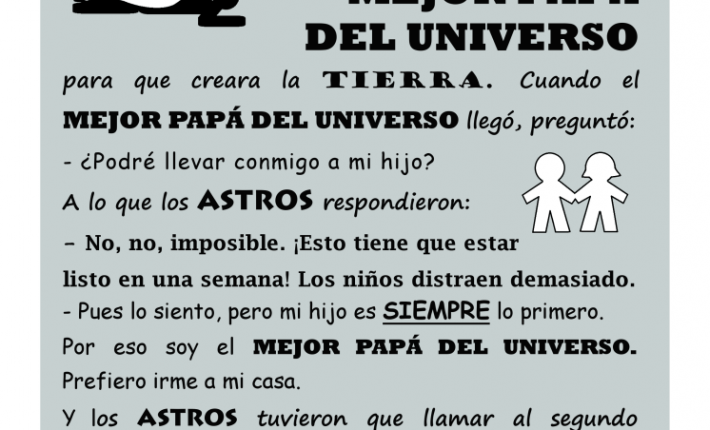 MEJOR PAPÁ
DEL UNIVERSO
para que creara la TIERRA. Cuando el
MEJOR PAPÁ DEL UNIVERSO llegó, preguntó:
- ¿Podré llevar conmigo a mi hijo?
A lo que los ASTROS respondieron:
– No, no, imposible. ¡Esto tiene que estar
listo en una semana! Los niños distraen demasiado.
- Pues lo siento, pero mi hijo es SIEMPRE lo primero.
Por eso soy el MEJOR PAPÁ DEL UNIVERSO.
Prefiero irme a mi casa.
Y los ASTROS tuvieron que llamar al segundo